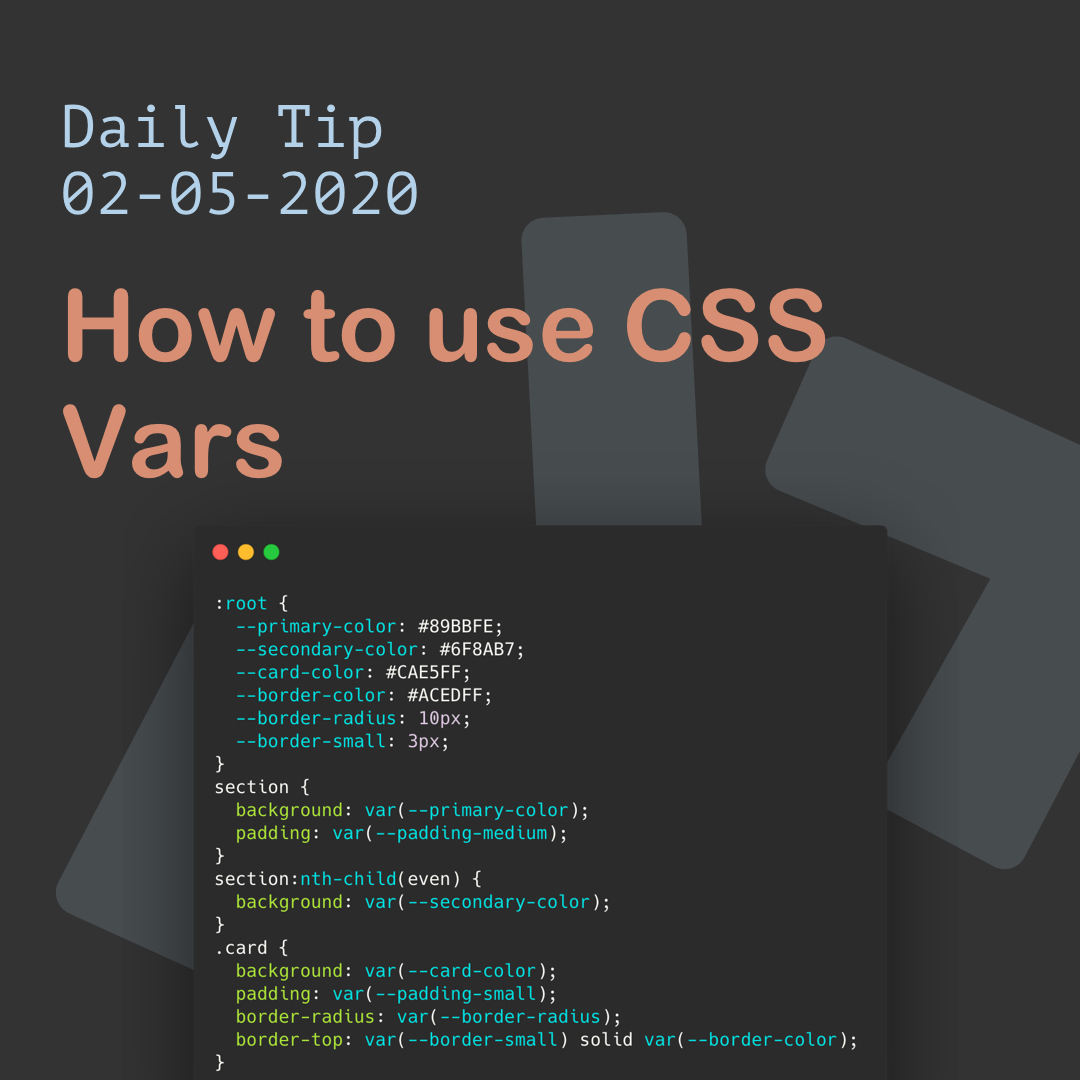 Daily Tip
02-05-2020
How to use CSS
Vars
:root {
  --primary-color: #89BBFE;
  --secondary-color: #6F8AB7;
  --card-color: #CAE5FF;
  --border-color: #ACEDFF;
  --border-radius: 10px;
  --border-small: 3px;
}
section {
  background: var(--primary-color);
  padding: var(--padding-medium);
}
section:nth-child(even) {
  background: var(--secondary-color);
}
.card {
  background: var(--card-color);
  padding: var(--padding-small);
  border-radius: var(--border-radius);
  border-top: var(--border-small) solid var(--border-color);
}